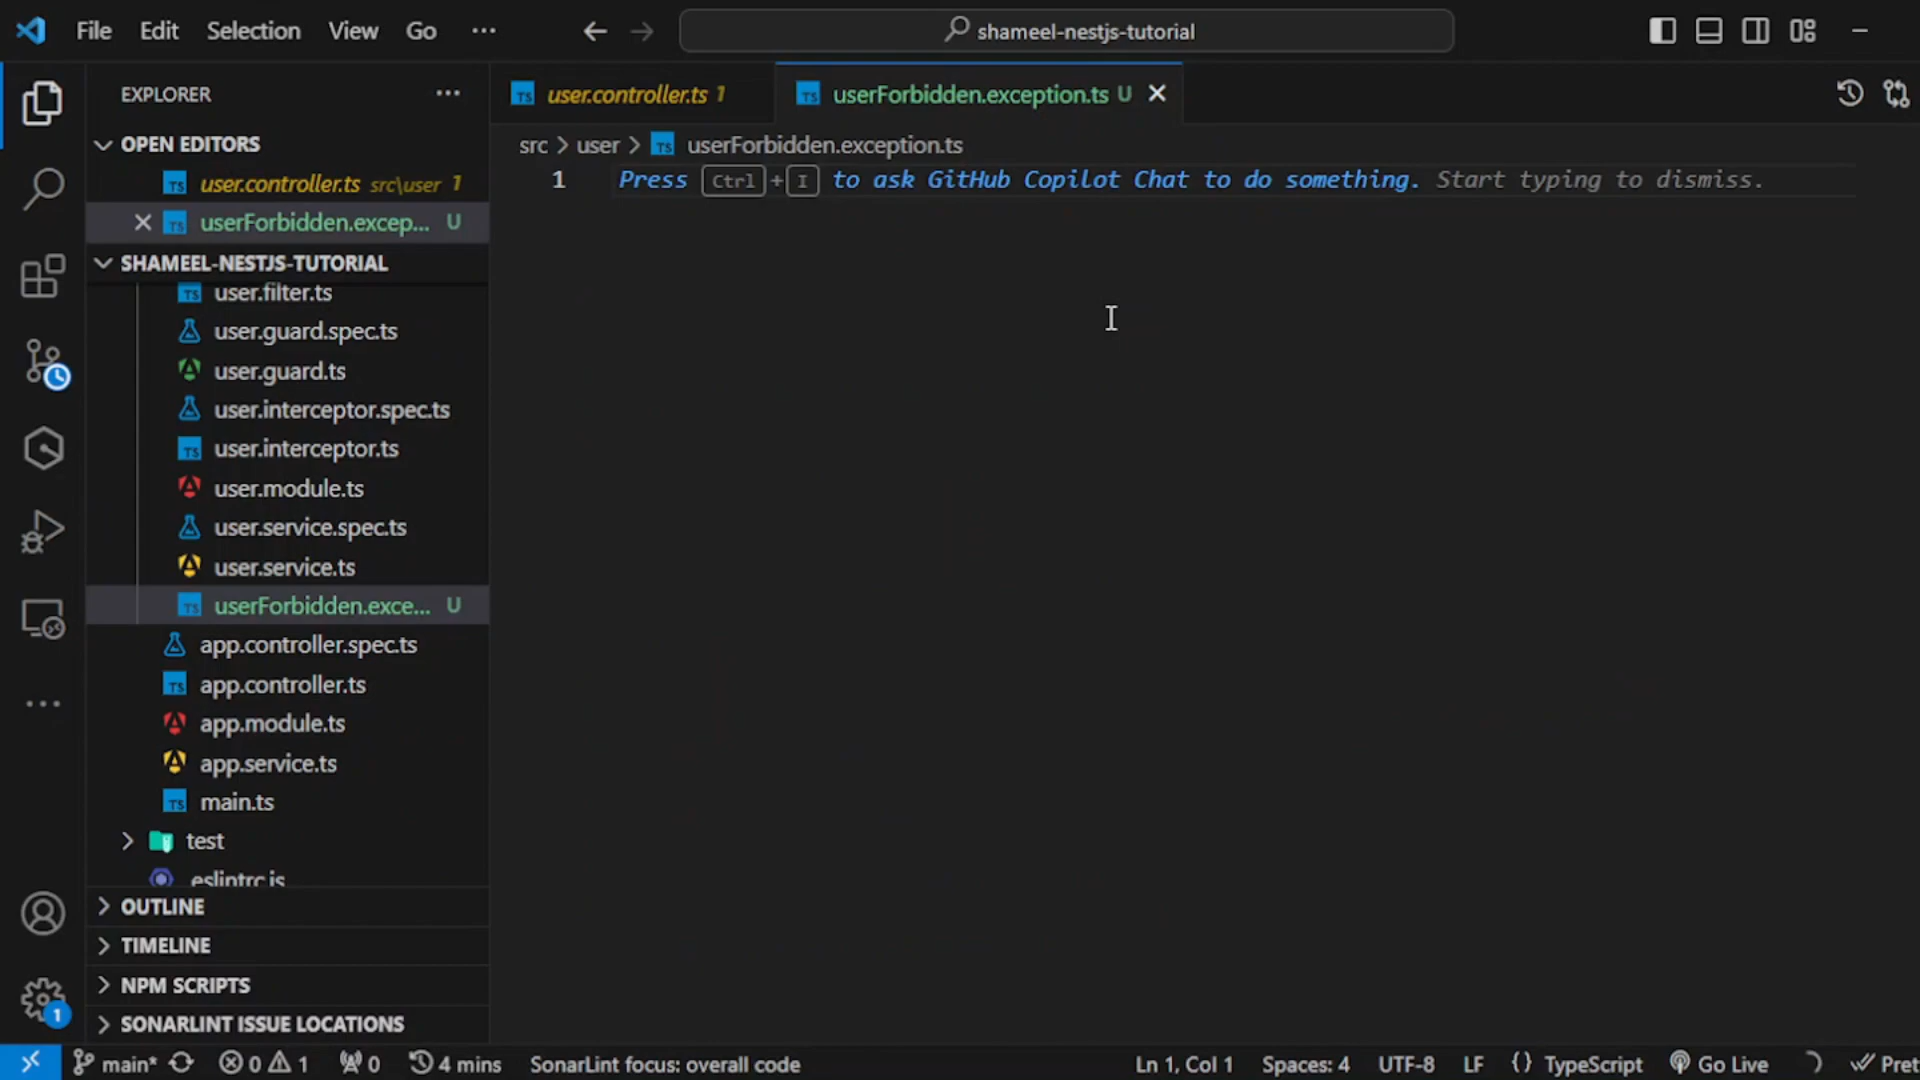 File Edit Selection View Go ···
shameel-nestjs-tutorial
EXPLORER ···
OPEN EDITORS
user.controller.ts src\user 1
userForbidden.excep... U
SHAMEEL-NESTJS-TUTORIAL
user.filter.ts
user.guard.spec.ts
user.guard.ts
user.interceptor.spec.ts
user.interceptor.ts
user.module.ts
user.service.spec.ts
user.service.ts
userForbidden.exce... U
app.controller.spec.ts
app.controller.ts
app.module.ts
app.service.ts
main.ts
test
.eslintrc.js
OUTLINE
TIMELINE
NPM SCRIPTS
SONARLINT ISSUE LOCATIONS
1
user.controller.ts 1
userForbidden.exception.ts U
src > user > TS userForbidden.exception.ts
1 Press Ctrl + I to ask GitHub Copilot Chat to do something. Start typing to dismiss.
main* 0 1 0 4 mins SonarLint focus: overall code Ln 1, Col 1 Spaces: 4 UTF-8 LF {} TypeScript Go Live Pret